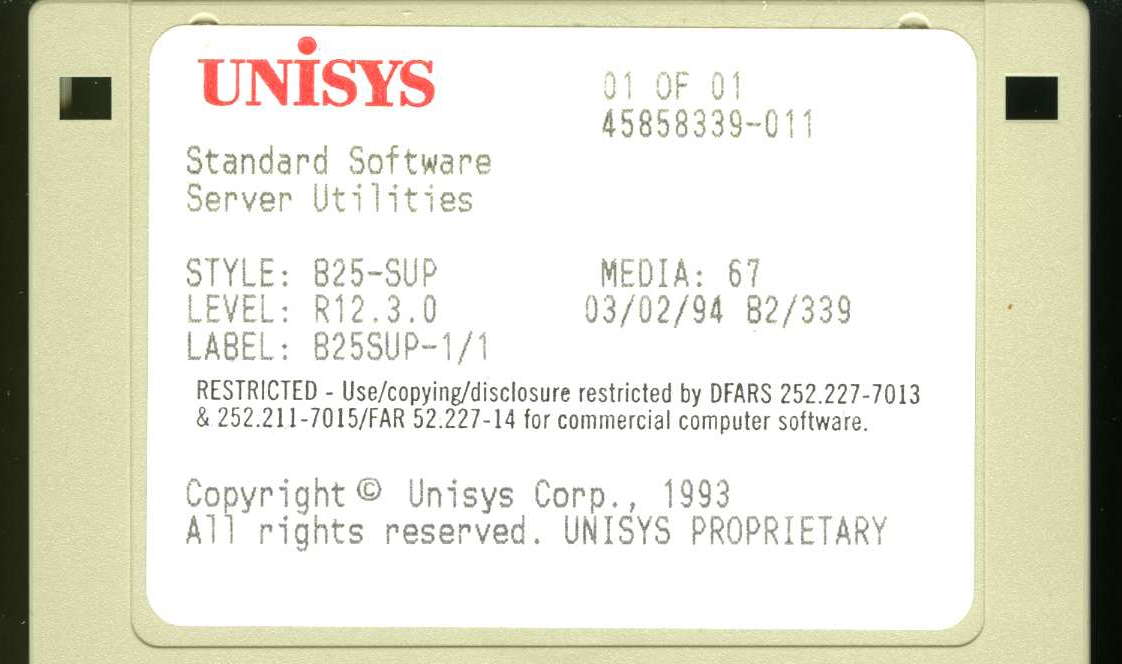 UNiSYS
01 OF 01
45858339-011
Standard Software
Server Utilities
STYLE: B25-SUP MEDIA: 67
LEVEL: R12.3.0 03/02/94 B2/339
LABEL: B25SUP-1/1
RESTRICTED - Use/copying/disclosure restricted by DFARS 252.227-7013
& 252.211-7015/FAR 52.227-14 for commercial computer software.
Copyright © Unisys Corp., 1993
All rights reserved. UNISYS PROPRIETARY